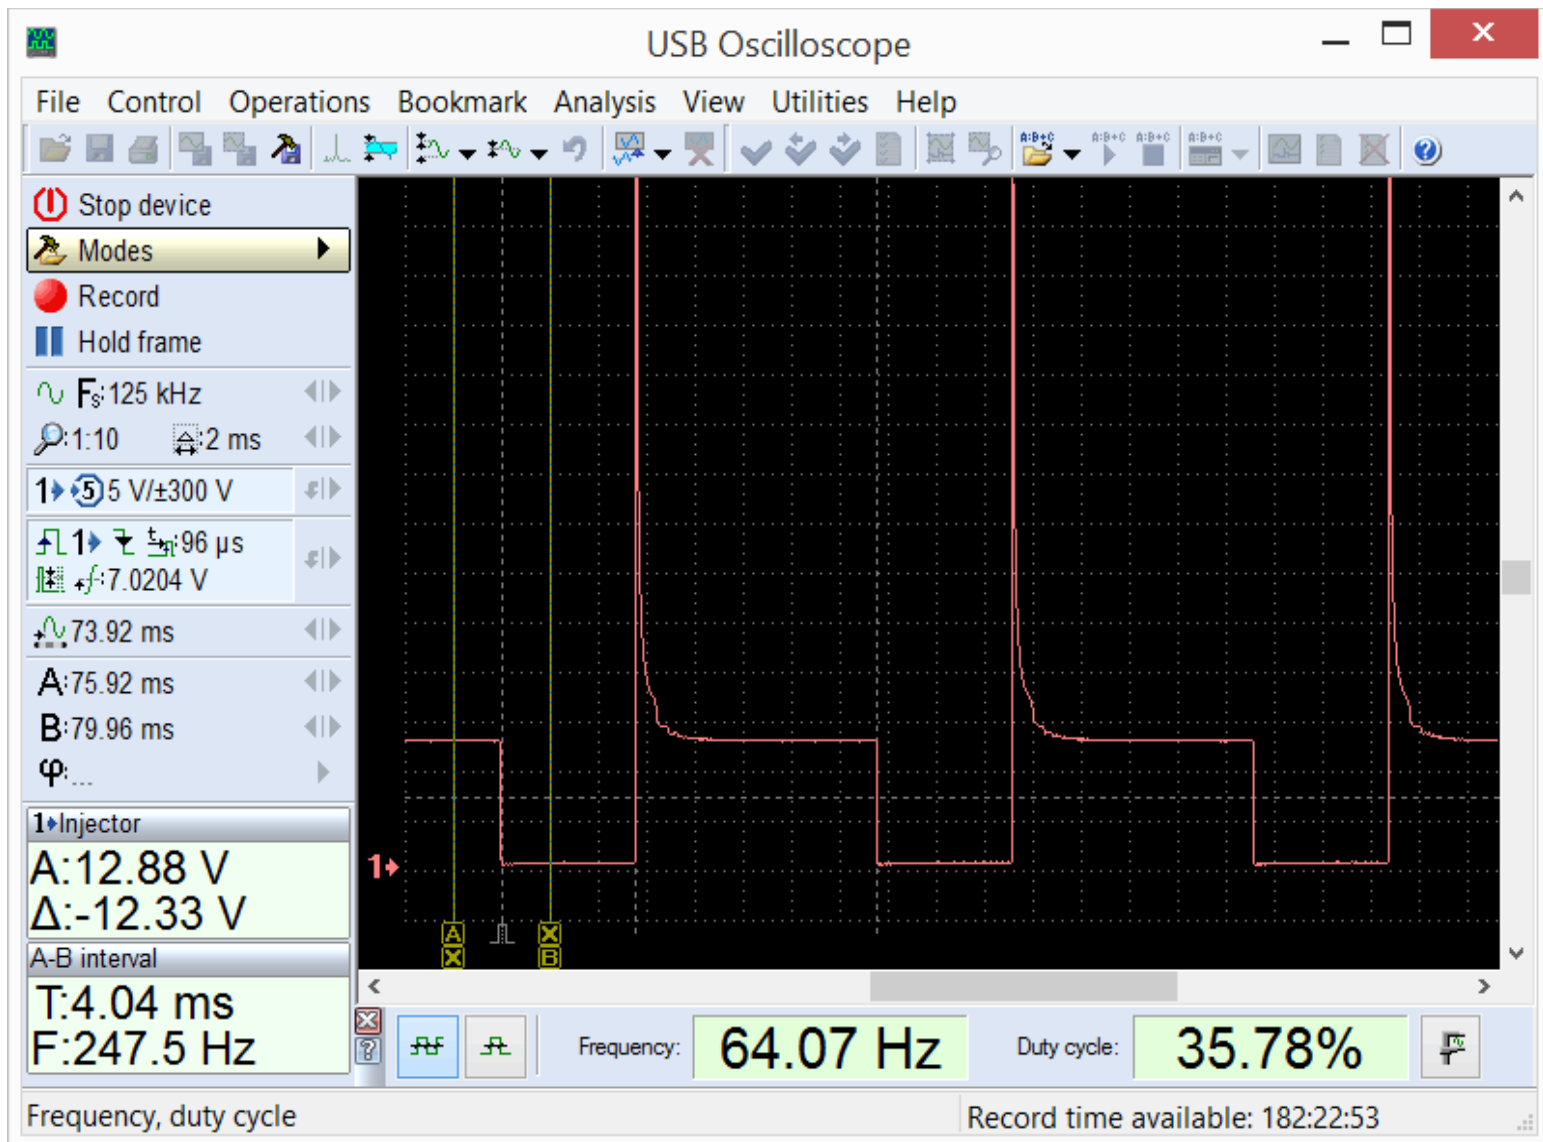 USB Oscilloscope
File Control Operations Bookmark Analysis View Utilities Help
A:B+C A:B+C A:B+C A:B+C
Stop device
Modes
Record
Hold frame
Fs:125 kHz
:1:10 :2 ms
1 5 5 V/±300 V
1 t:96 µs
f:7.0204 V
:73.92 ms
A:75.92 ms
B:79.96 ms
φ:...
1 Injector
A:12.88 V
Δ:-12.33 V
A-B interval
T:4.04 ms
F:247.5 Hz
1
A X
X B
Frequency: 64.07 Hz Duty cycle: 35.78%
Frequency, duty cycle
Record time available: 182:22:53